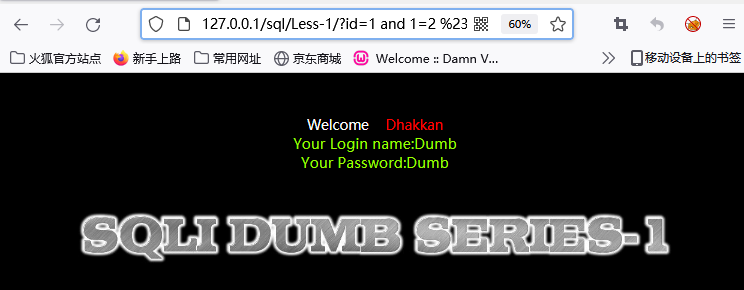 127.0.0.1/sql/Less-1/?id=1 and 1=2 %23
60%
火狐官方站点 新手上路 常用网址 京东商城 Welcome :: Damn V... 移动设备上的书签
Welcome Dhakkan
Your Login name:Dumb
Your Password:Dumb
SQLI DUMB SERIES-1